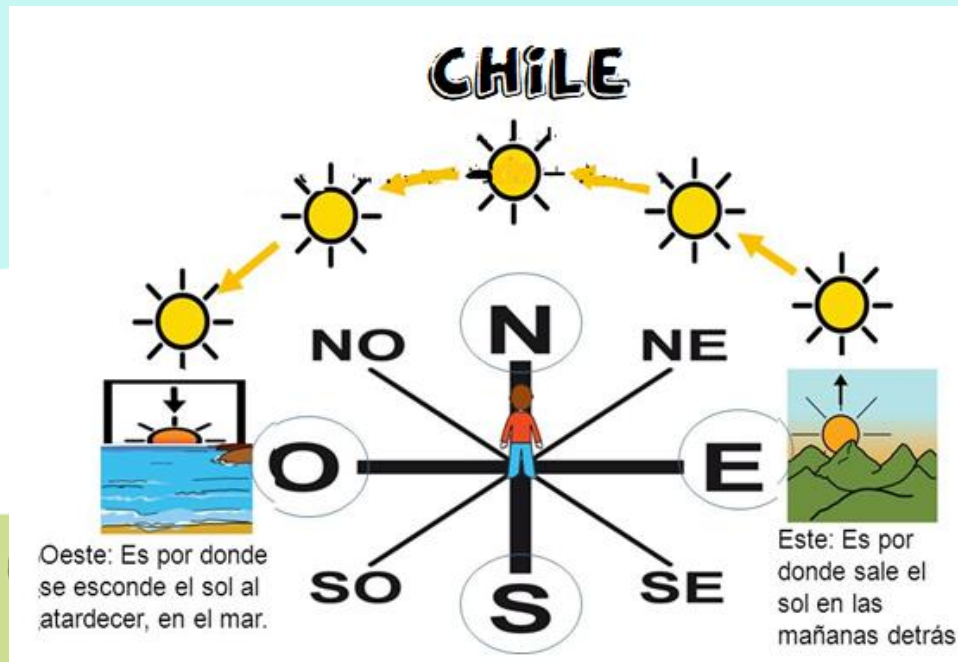 CHiLE
N
NO
NE
O
E
SO
SE
S
Oeste: Es por donde
se esconde el sol al
atardecer, en el mar.
Este: Es por
donde sale el
sol en las
mañanas detrás